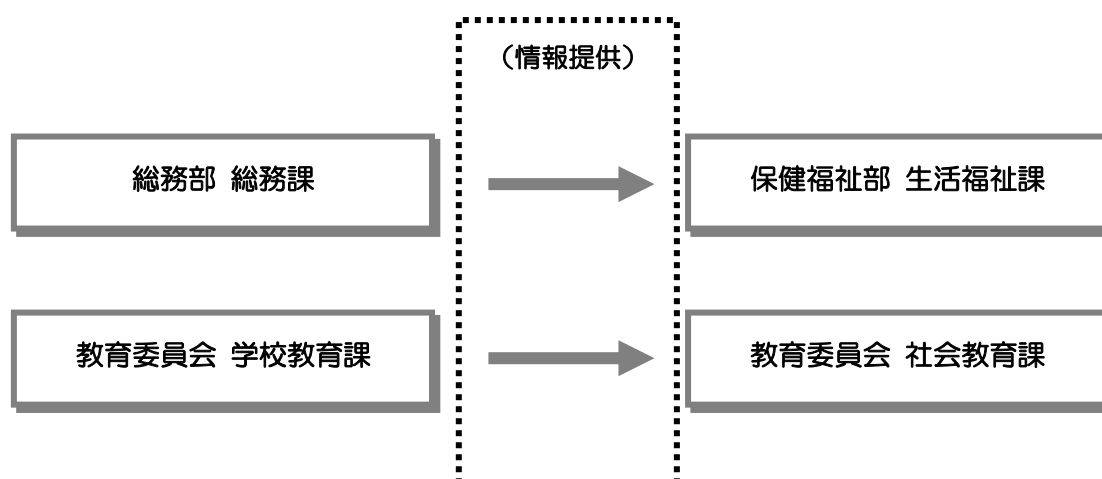 （情報提供）
総務部 総務課
保健福祉部 生活福祉課
教育委員会 学校教育課
教育委員会 社会教育課